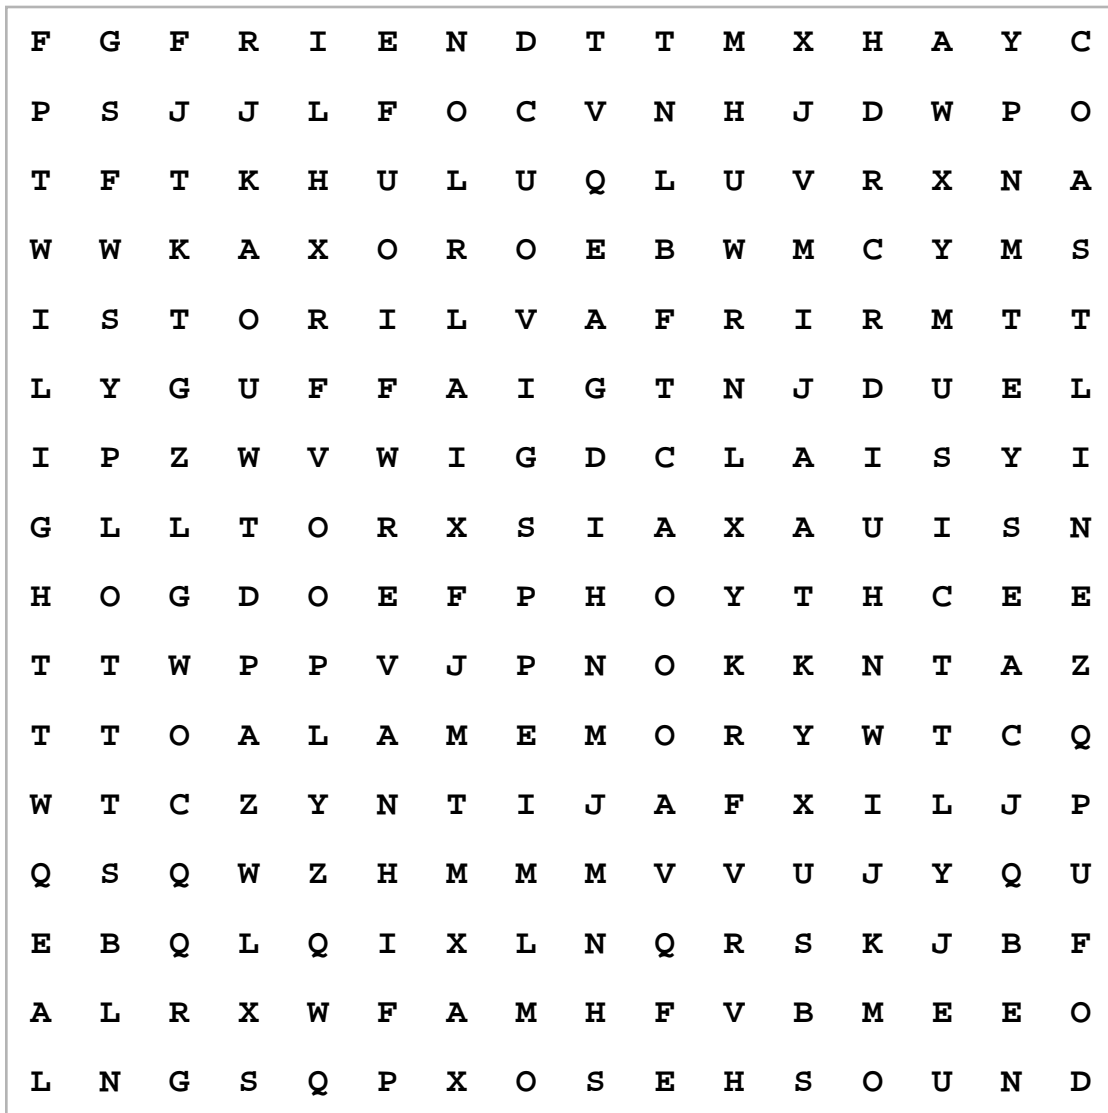 F G F R I E N D T T M X H A Y C
P S J J L F O C V N H J D W P O
T F T K H U L U Q L U V R X N A
W W K A X O R O E B W M C Y M S
I S T O R I L V A F R I R M T T
L Y G U F F A I G T N J D U E L
I P Z W V W I G D C L A I S Y I
G L L T O R X S I A X A U I S N
H O G D O E F P H O Y T H C E E
T T W P P V J P N O K K N T A Z
T T O A L A M E M O R Y W T C Q
W T C Z Y N T I J A F X I L J P
Q S Q W Z H M M M V V U J Y Q U
E B Q L Q I X L N Q R S K J B F
A L R X W F A M H F V B M E E O
L N G S Q P X O S E H S O U N D